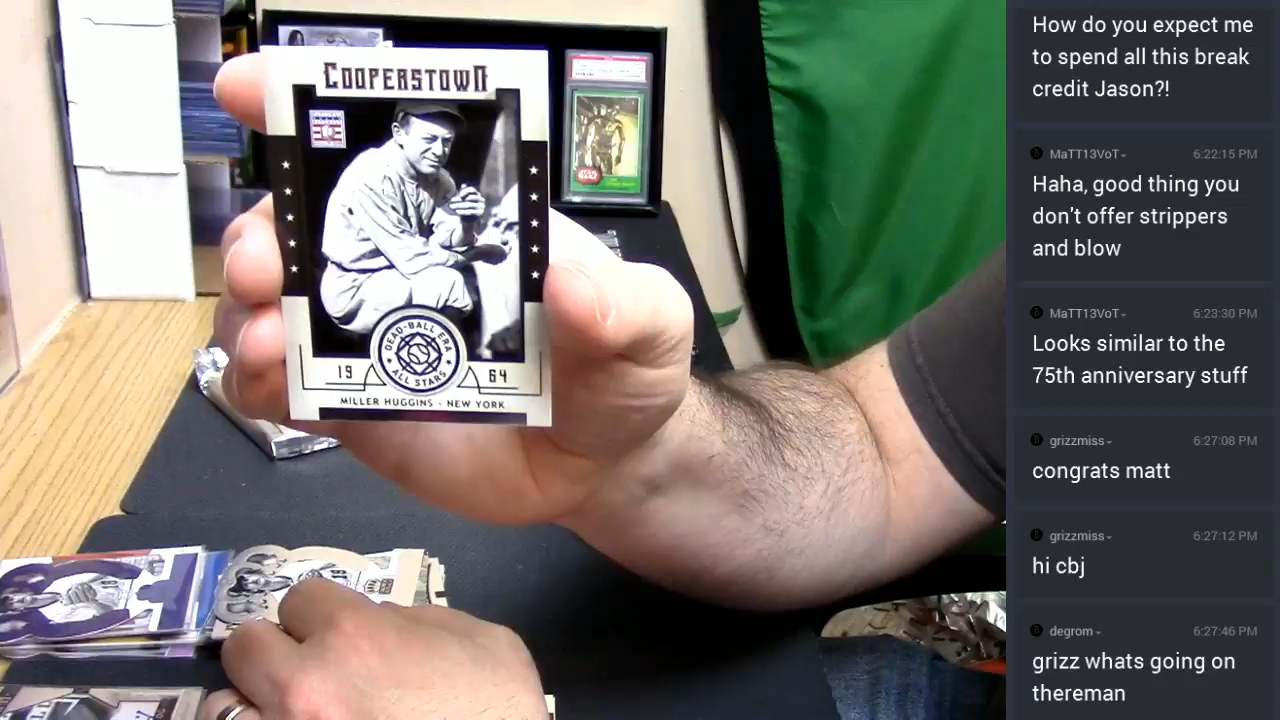 COOPERSTOWN
DEAD-BALL ERA
ALL STARS
19 64
MILLER HUGGINS - NEW YORK
STAR WARS
How do you expect me
to spend all this break
credit Jason?!
MaTT13VoT
6:22:15 PM
Haha, good thing you
don't offer strippers
and blow
MaTT13VoT
6:23:30 PM
Looks similar to the
75th anniversary stuff
grizzmiss
6:27:08 PM
congrats matt
grizzmiss
6:27:12 PM
hi cbj
degrom
6:27:46 PM
grizz whats going on
thereman